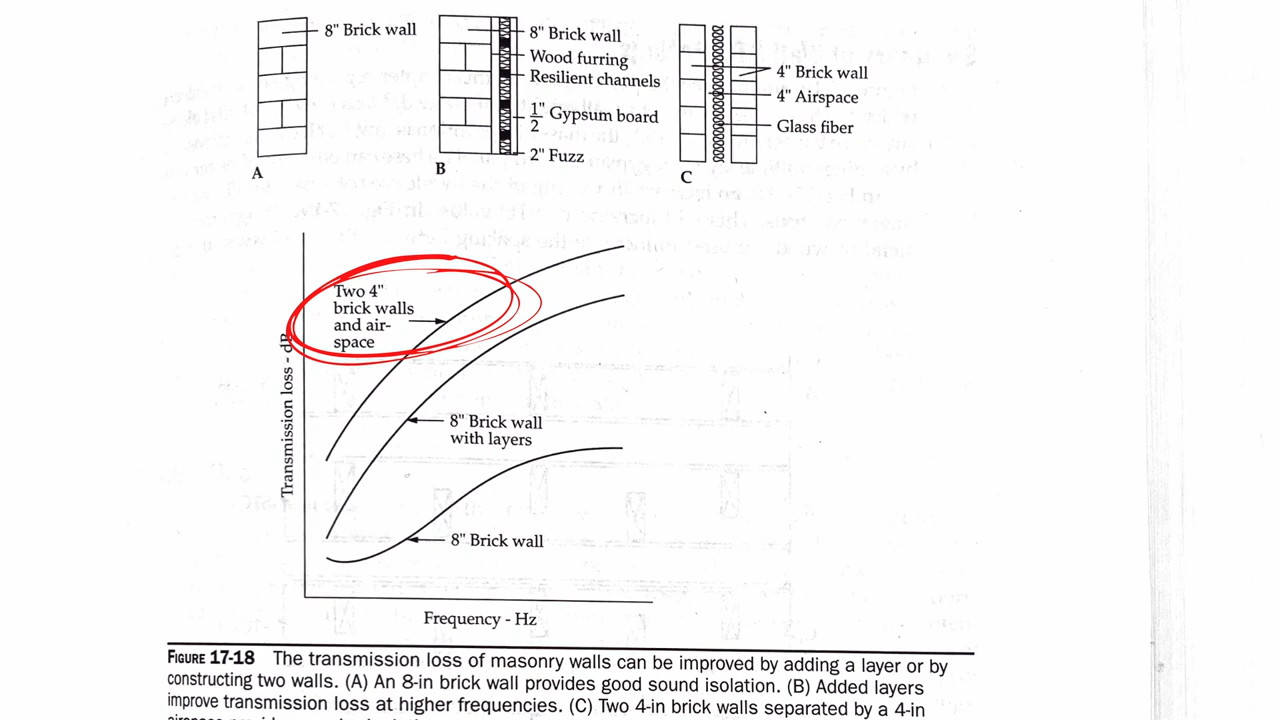 8" Brick wall
A
8" Brick wall
Wood furring
Resilient channels
1/2" Gypsum board
2" Fuzz
B
4" Brick wall
4" Airspace
Glass fiber
C
Two 4"
brick walls
and air-
space
8" Brick wall
with layers
8" Brick wall
Transmission loss - dB
Frequency - Hz
FIGURE 17-18 The transmission loss of masonry walls can be improved by adding a layer or by
constructing two walls. (A) An 8-in brick wall provides good sound isolation. (B) Added layers
improve transmission loss at higher frequencies. (C) Two 4-in brick walls separated by a 4-in